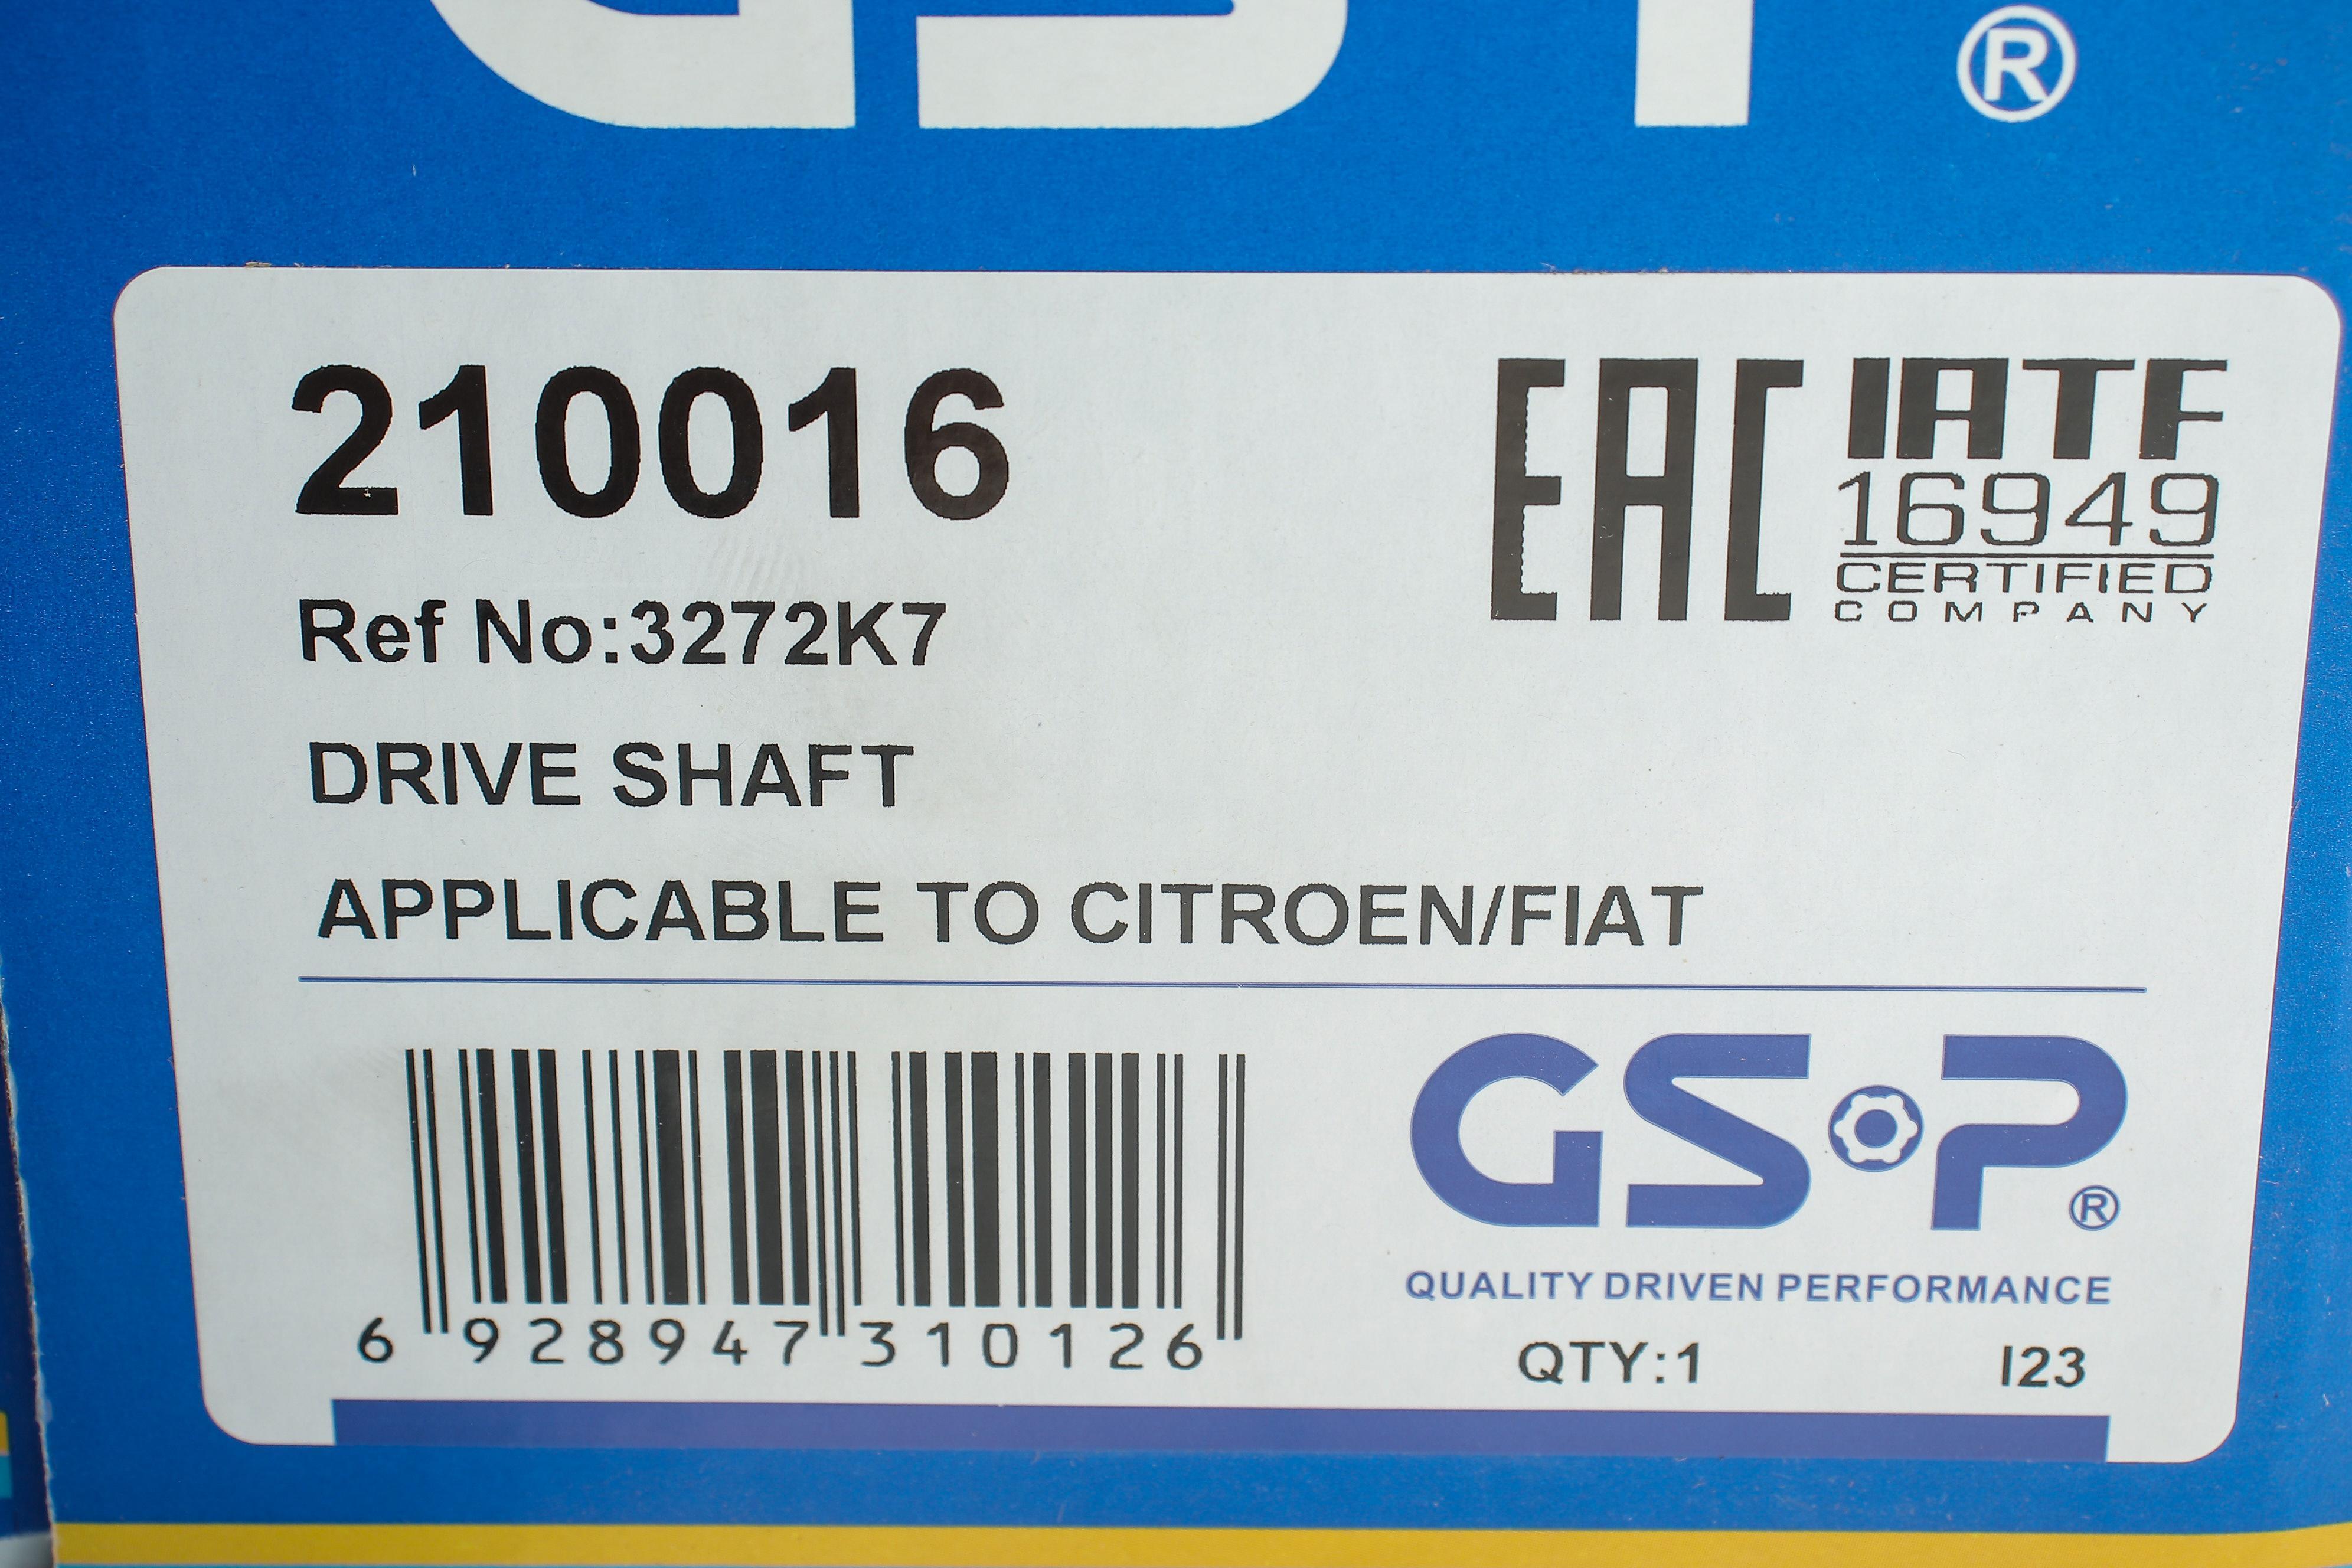 GSP®
210016
EAC
IATF
16949
CERTIFIED
COMPANY
Ref No:3272K7
DRIVE SHAFT
APPLICABLE TO CITROEN/FIAT
6 928947 310126
GSP®
QUALITY DRIVEN PERFORMANCE
QTY:1 I23